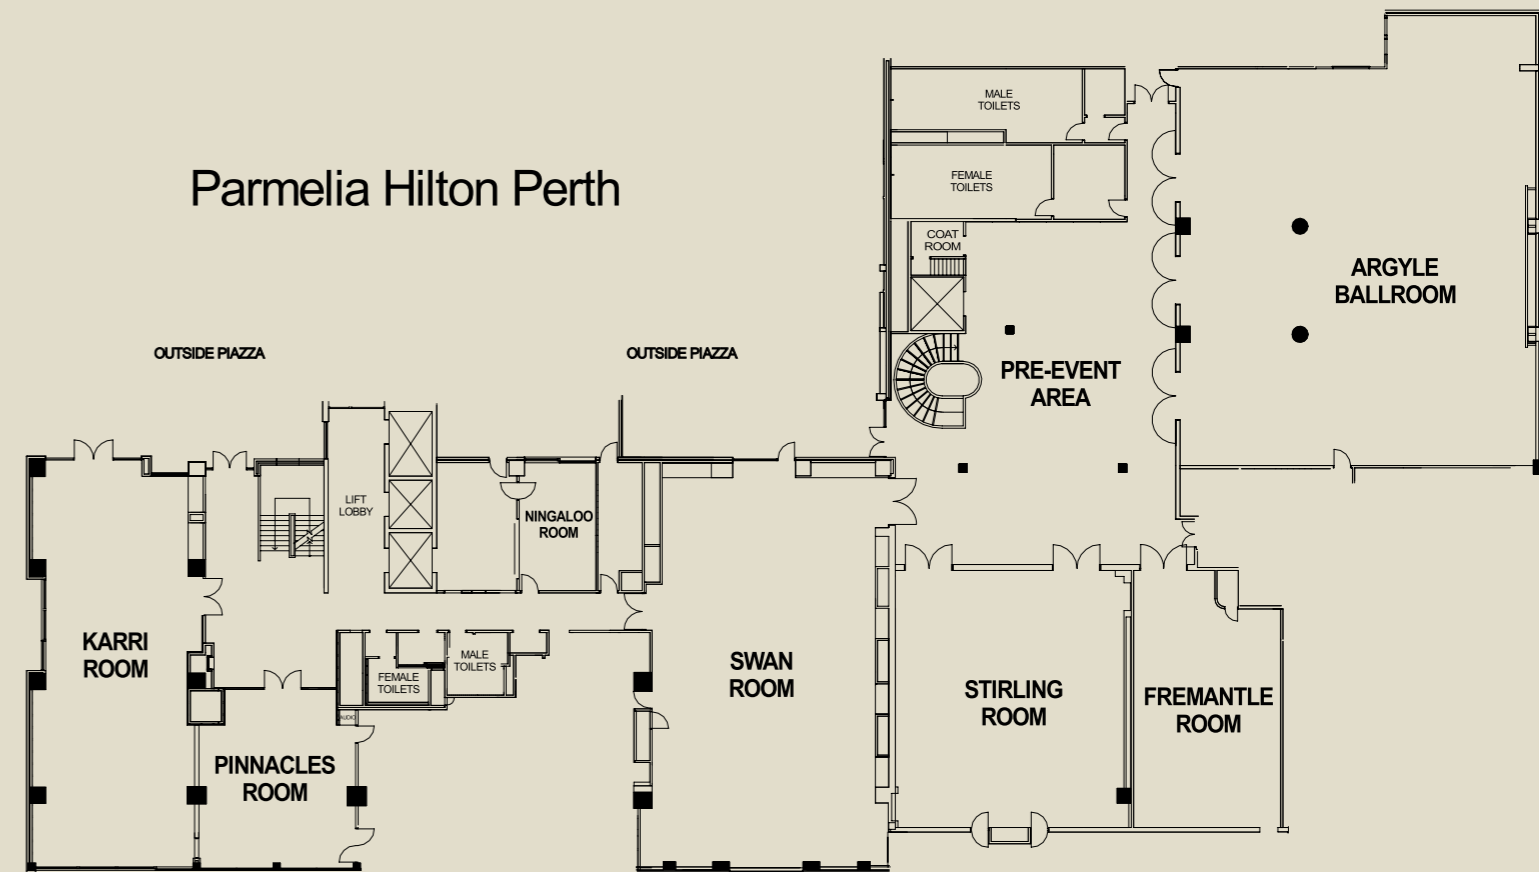 MALE
TOILETS
Parmelia Hilton Perth
FEMALE
TOILETS
COAT
ROOM
ARGYLE
BALLROOM
OUTSIDE PIAZZA
OUTSIDE PIAZZA
PRE-EVENT
AREA
LIFT
LOBBY
NINGALOO
ROOM
KARRI
ROOM
MALE
TOILETS
FEMALE
TOILETS
SWAN
ROOM
STIRLING
ROOM
FREMANTLE
ROOM
AUDIO
PINNACLES
ROOM